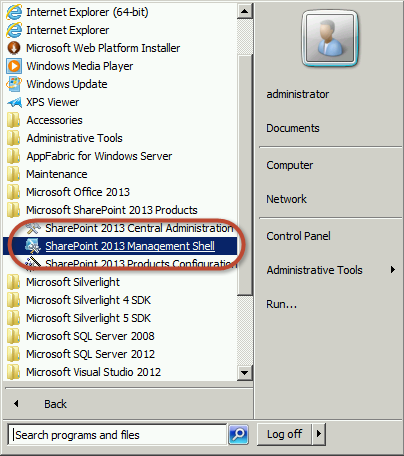 Internet Explorer (64-bit)
Internet Explorer
Microsoft Web Platform Installer
Windows Media Player
Windows Update
XPS Viewer
Accessories
Administrative Tools
AppFabric for Windows Server
Maintenance
Microsoft Office 2013
Microsoft SharePoint 2013 Products
SharePoint 2013 Central Administration
SharePoint 2013 Management Shell
SharePoint 2013 Products Configuration
Microsoft Silverlight
Microsoft Silverlight 4 SDK
Microsoft Silverlight 5 SDK
Microsoft SQL Server 2008
Microsoft SQL Server 2012
Microsoft Visual Studio 2012
Back
Search programs and files
administrator
Documents
Computer
Network
Control Panel
Administrative Tools
Run...
Log off